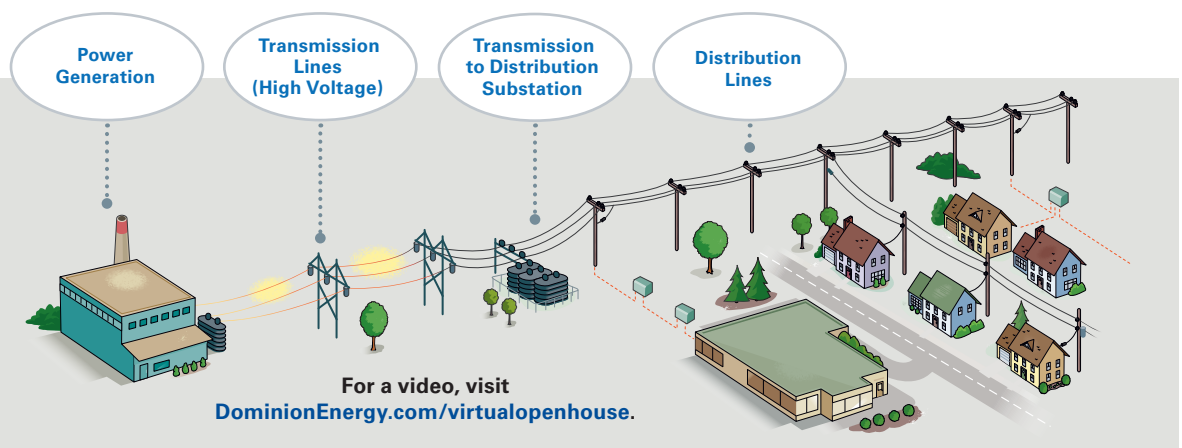 Power
Generation
Transmission
Lines
(High Voltage)
Transmission
to Distribution
Substation
Distribution
Lines
For a video, visit
DominionEnergy.com/virtualopenhouse.